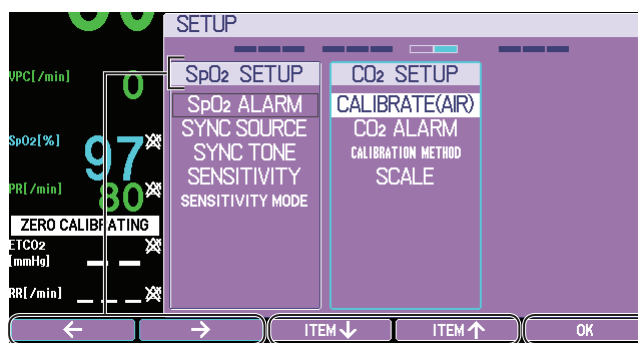 SETUP
VPC[/min]
0
SpO2[%]
97
PR[/min]
80
ZERO CALIBRATING
ETCO2
[mmHg]
_ _ _
RR[/min]
_ _ _
SpO2 SETUP
SpO2 ALARM
SYNC SOURCE
SYNC TONE
SENSITIVITY
SENSITIVITY MODE
CO2 SETUP
CALIBRATE(AIR)
CO2 ALARM
CALIBRATION METHOD
SCALE
← → ITEM↓ ITEM↑ OK